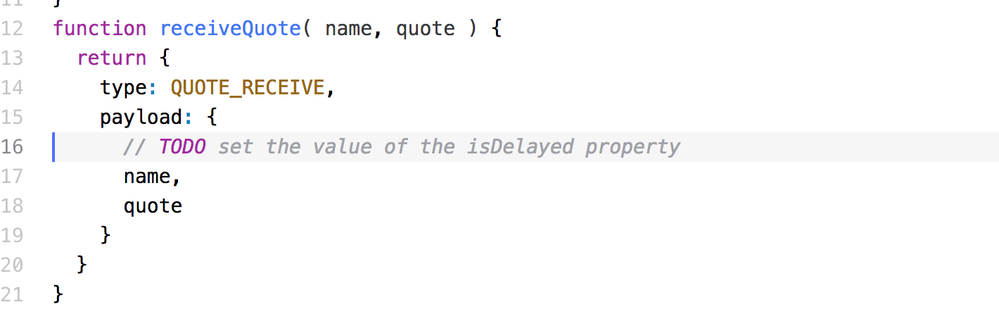 11 }
12 function receiveQuote( name, quote ) {
13 return {
14 type: QUOTE_RECEIVE,
15 payload: {
16 // TODO set the value of the isDelayed property
17 name,
18 quote
19 }
20 }
21 }